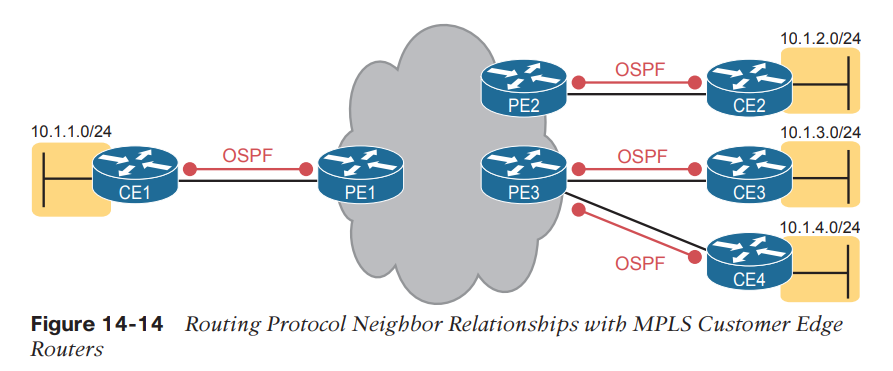 10.1.2.0/24
OSPF
PE2
CE2
10.1.1.0/24
10.1.3.0/24
OSPF
OSPF
CE1
PE1
PE3
CE3
10.1.4.0/24
OSPF
CE4
Figure 14-14 Routing Protocol Neighbor Relationships with MPLS Customer Edge
Routers